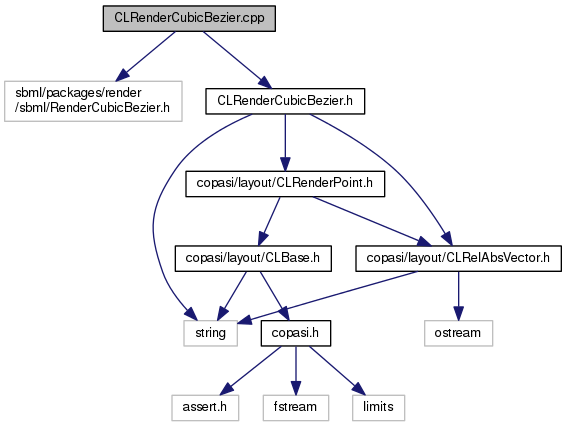 CLRenderCubicBezier.cpp
sbml/packages/render
/sbml/RenderCubicBezier.h
CLRenderCubicBezier.h
copasi/layout/CLRenderPoint.h
copasi/layout/CLBase.h
copasi/layout/CLRelAbsVector.h
string
copasi.h
ostream
assert.h
fstream
limits